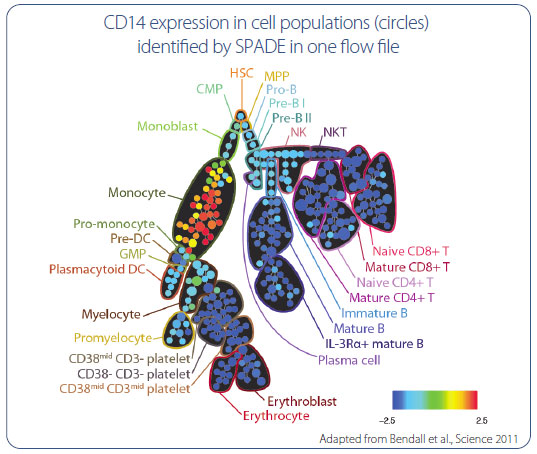 CD14 expression in cell populations (circles)
identified by SPADE in one flow file
HSC
MPP
CMP
Pro-B
Pre-B I
Pre-B II
Monoblast
NK
NKT
Monocyte
Pro-monocyte
Pre-DC
GMP
Plasmacytoid DC
Naive CD8+ T
Mature CD8+ T
Naive CD4+ T
Mature CD4+ T
Myelocyte
Immature B
Mature B
Promyelocyte
IL-3Rα+ mature B
CD38mid CD3- platelet
Plasma cell
CD38- CD3- platelet
CD38mid CD3mid platelet
Erythroblast
Erythrocyte
-2.5
2.5
Adapted from Bendall et al., Science 2011